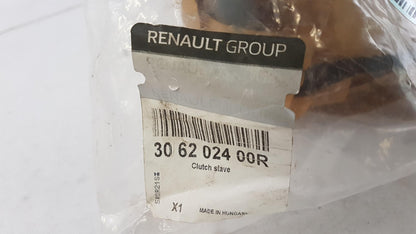 RENAULT GROUP
30 62 024 00R
Clutch slave
X1 MADE IN HUNGARY